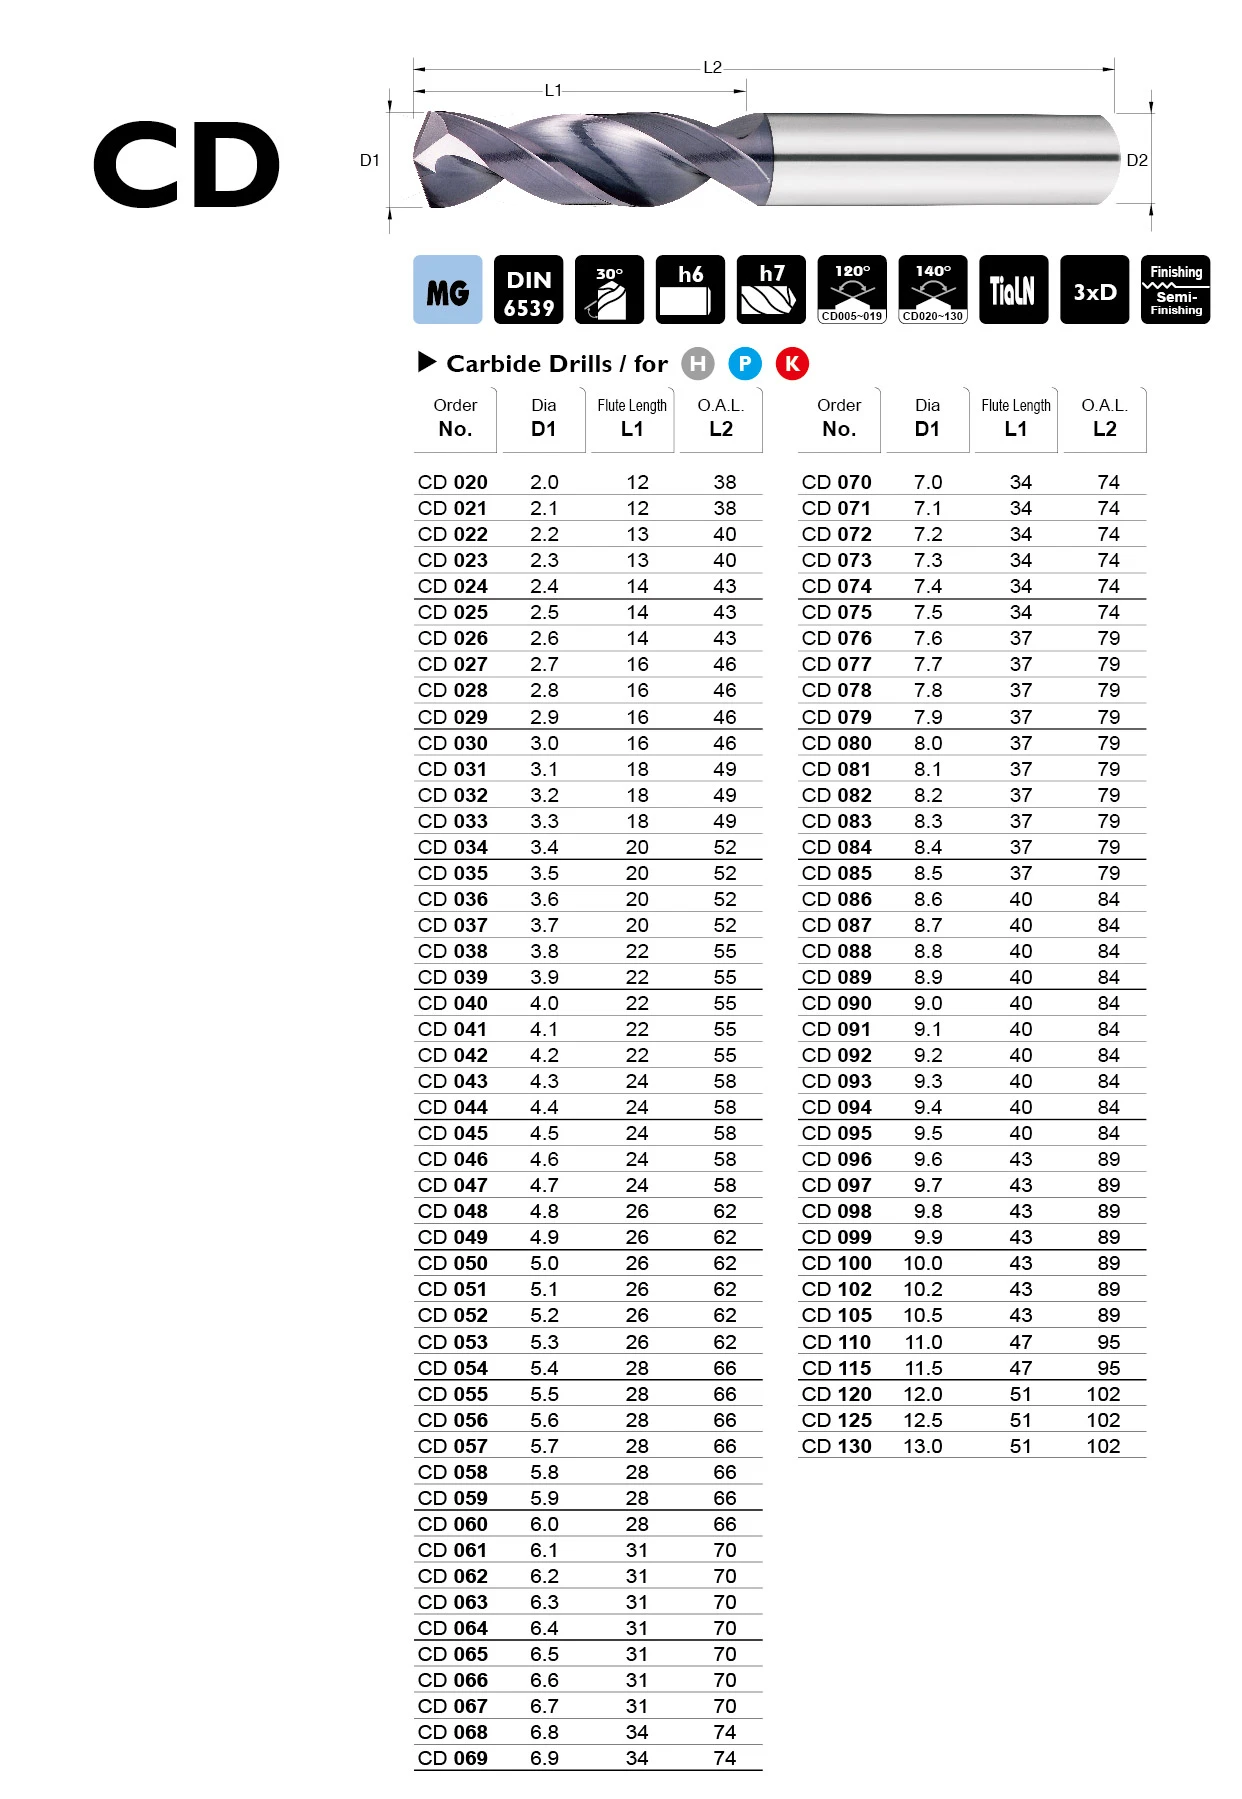 CD
L2
L1
D1
D2
MG
DIN
6539
30°
h6
h7
120°
CD005~019
140°
CD020~130
TiaLN
3xD
Finishing
Semi-
Finishing
Carbide Drills / for H P K
Order Dia Flute Length O.A.L.
No. D1 L1 L2
CD 020 2.0 12 38
CD 021 2.1 12 38
CD 022 2.2 13 40
CD 023 2.3 13 40
CD 024 2.4 14 43
CD 025 2.5 14 43
CD 026 2.6 14 43
CD 027 2.7 16 46
CD 028 2.8 16 46
CD 029 2.9 16 46
CD 030 3.0 16 46
CD 031 3.1 18 49
CD 032 3.2 18 49
CD 033 3.3 18 49
CD 034 3.4 20 52
CD 035 3.5 20 52
CD 036 3.6 20 52
CD 037 3.7 20 52
CD 038 3.8 22 55
CD 039 3.9 22 55
CD 040 4.0 22 55
CD 041 4.1 22 55
CD 042 4.2 22 55
CD 043 4.3 24 58
CD 044 4.4 24 58
CD 045 4.5 24 58
CD 046 4.6 24 58
CD 047 4.7 24 58
CD 048 4.8 26 62
CD 049 4.9 26 62
CD 050 5.0 26 62
CD 051 5.1 26 62
CD 052 5.2 26 62
CD 053 5.3 26 62
CD 054 5.4 28 66
CD 055 5.5 28 66
CD 056 5.6 28 66
CD 057 5.7 28 66
CD 058 5.8 28 66
CD 059 5.9 28 66
CD 060 6.0 28 66
CD 061 6.1 31 70
CD 062 6.2 31 70
CD 063 6.3 31 70
CD 064 6.4 31 70
CD 065 6.5 31 70
CD 066 6.6 31 70
CD 067 6.7 31 70
CD 068 6.8 34 74
CD 069 6.9 34 74
Order Dia Flute Length O.A.L.
No. D1 L1 L2
CD 070 7.0 34 74
CD 071 7.1 34 74
CD 072 7.2 34 74
CD 073 7.3 34 74
CD 074 7.4 34 74
CD 075 7.5 34 74
CD 076 7.6 37 79
CD 077 7.7 37 79
CD 078 7.8 37 79
CD 079 7.9 37 79
CD 080 8.0 37 79
CD 081 8.1 37 79
CD 082 8.2 37 79
CD 083 8.3 37 79
CD 084 8.4 37 79
CD 085 8.5 37 79
CD 086 8.6 40 84
CD 087 8.7 40 84
CD 088 8.8 40 84
CD 089 8.9 40 84
CD 090 9.0 40 84
CD 091 9.1 40 84
CD 092 9.2 40 84
CD 093 9.3 40 84
CD 094 9.4 40 84
CD 095 9.5 40 84
CD 096 9.6 43 89
CD 097 9.7 43 89
CD 098 9.8 43 89
CD 099 9.9 43 89
CD 100 10.0 43 89
CD 102 10.2 43 89
CD 105 10.5 43 89
CD 110 11.0 47 95
CD 115 11.5 47 95
CD 120 12.0 51 102
CD 125 12.5 51 102
CD 130 13.0 51 102